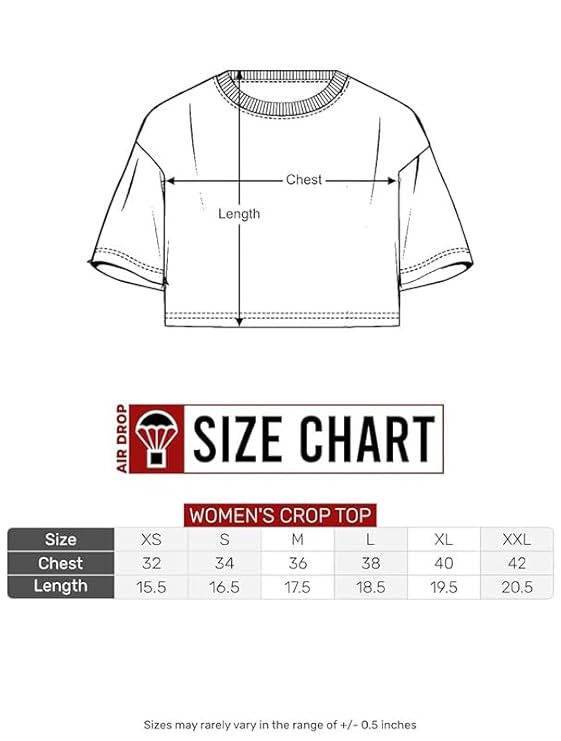 Chest
Length
AIR DROP
SIZE CHART
WOMEN'S CROP TOP
Size XS S M L XL XXL
Chest 32 34 36 38 40 42
Length 15.5 16.5 17.5 18.5 19.5 20.5
Sizes may rarely vary in the range of +/- 0.5 inches